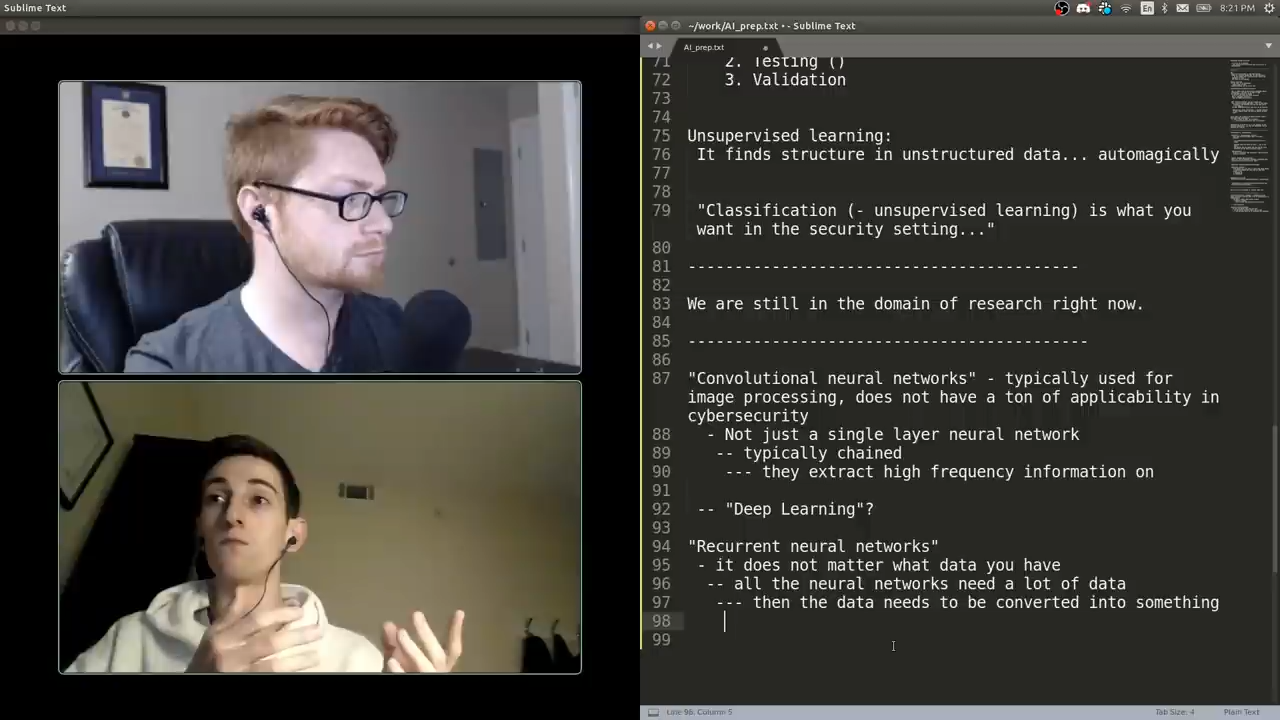 Sublime Text
En
8:21 PM
~/work/AI_prep.txt • - Sublime Text
AI_prep.txt
71 2. Testing ()
72 3. Validation
73
74
75 Unsupervised learning:
76 It finds structure in unstructured data... automagically
77
78
79 "Classification (- unsupervised learning) is what you
want in the security setting..."
80
81 ------------------------------------------
82
83 We are still in the domain of research right now.
84
85 -------------------------------------------
86
87 "Convolutional neural networks" - typically used for
image processing, does not have a ton of applicability in
cybersecurity
88 - Not just a single layer neural network
89 -- typically chained
90 --- they extract high frequency information on
91
92 -- "Deep Learning"?
93
94 "Recurrent neural networks"
95 - it does not matter what data you have
96 -- all the neural networks need a lot of data
97 --- then the data needs to be converted into something
98
99
Line 98, Column 5
Tab Size: 4
Plain Text